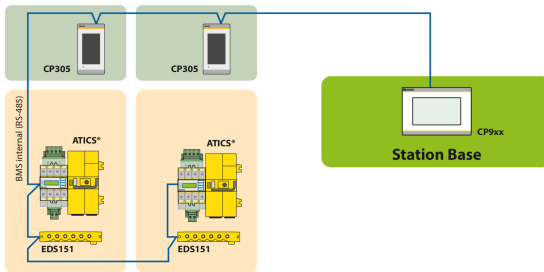 CP305
CP305
BMS internal (RS-485)
ATICS®
ATICS®
CP9xx
Station Base
EDS151
EDS151